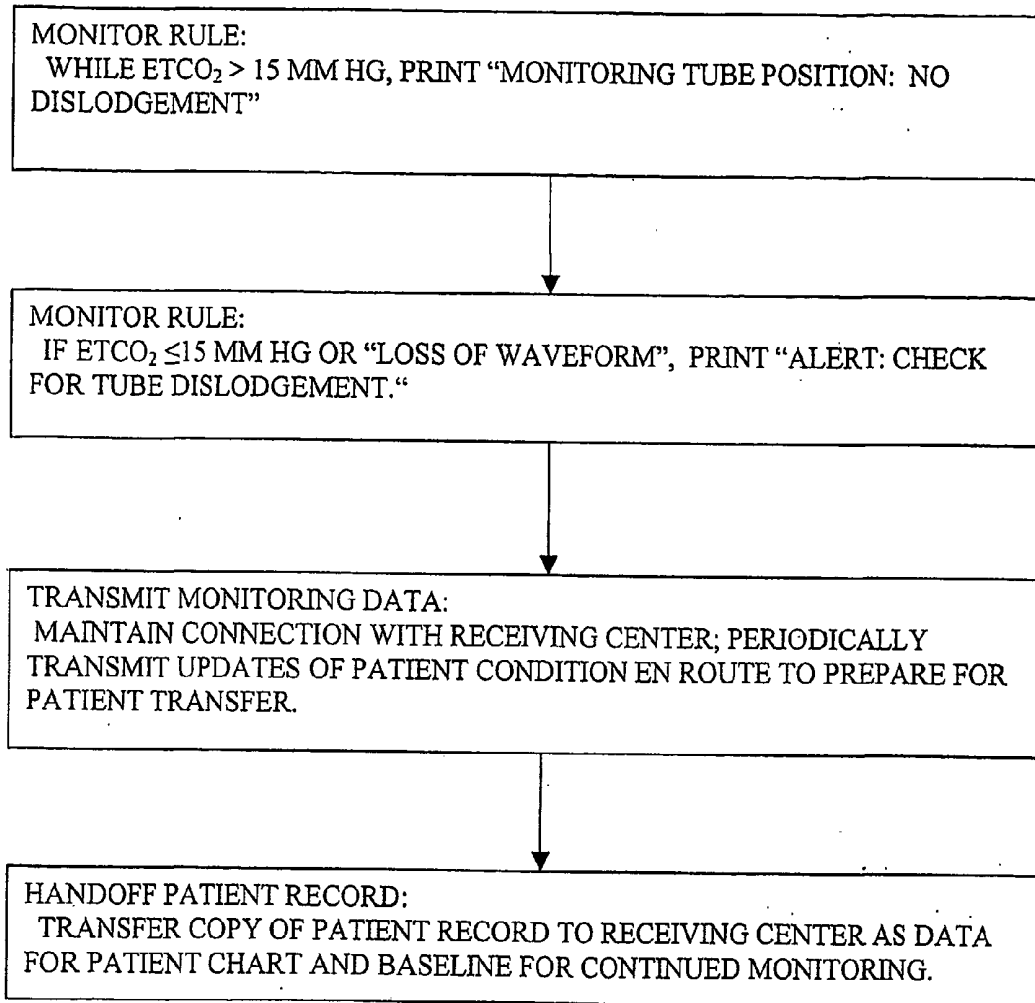 MONITOR RULE:
WHILE ETCO₂ > 15 MM HG, PRINT “MONITORING TUBE POSITION: NO
DISLODGEMENT”
MONITOR RULE:
IF ETCO₂ ≤15 MM HG OR “LOSS OF WAVEFORM”, PRINT “ALERT: CHECK
FOR TUBE DISLODGEMENT.“
TRANSMIT MONITORING DATA:
MAINTAIN CONNECTION WITH RECEIVING CENTER; PERIODICALLY
TRANSMIT UPDATES OF PATIENT CONDITION EN ROUTE TO PREPARE FOR
PATIENT TRANSFER.
HANDOFF PATIENT RECORD:
TRANSFER COPY OF PATIENT RECORD TO RECEIVING CENTER AS DATA
FOR PATIENT CHART AND BASELINE FOR CONTINUED MONITORING.